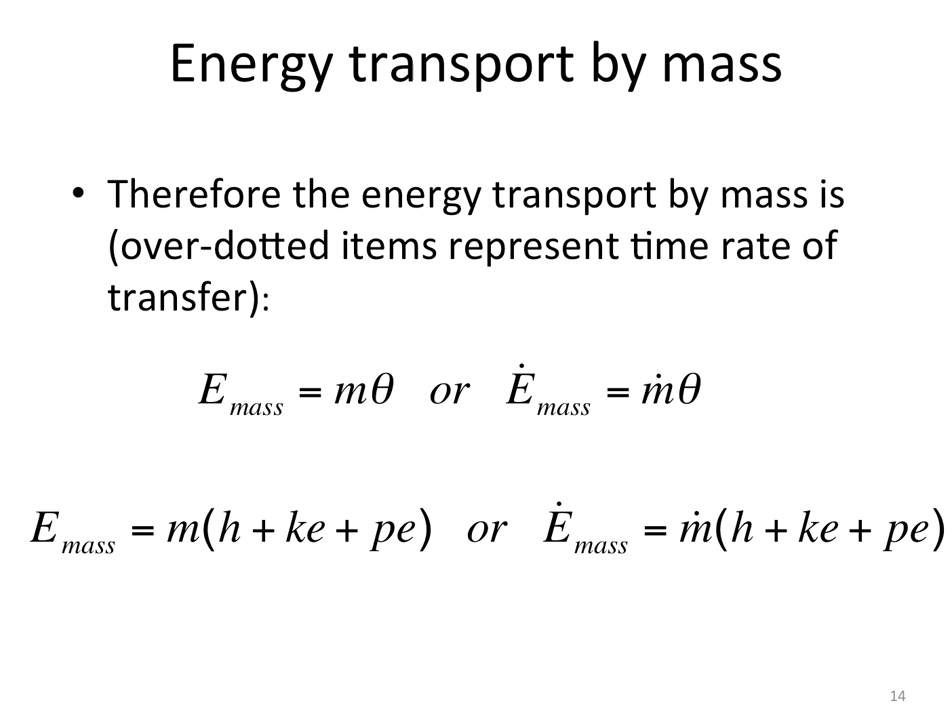 Energy transport by mass
• Therefore the energy transport by mass is
(over-dotted items represent time rate of
transfer):
E_mass = mθ or Ė_mass = ṁθ
E_mass = m(h + ke + pe) or Ė_mass = ṁ(h + ke + pe)
14